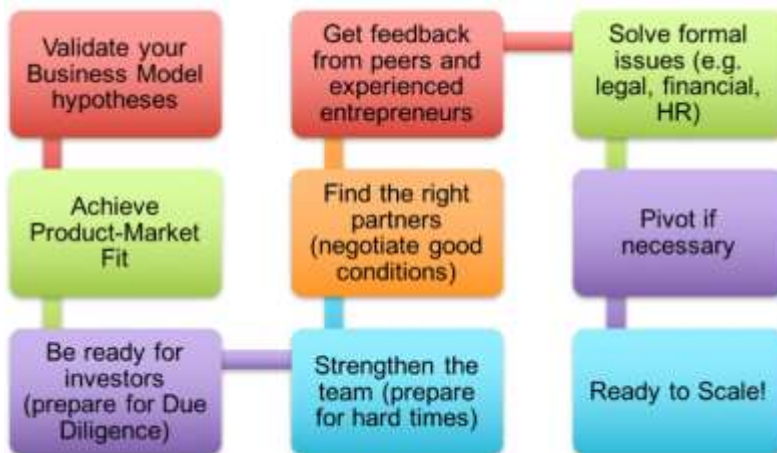 Validate your
Business Model
hypotheses
Achieve
Product-Market
Fit
Be ready for
investors
(prepare for Due
Diligence)
Strengthen the
team (prepare
for hard times)
Find the right
partners
(negotiate good
conditions)
Get feedback
from peers and
experienced
entrepreneurs
Solve formal
issues (e.g.
legal, financial,
HR)
Pivot if
necessary
Ready to Scale!